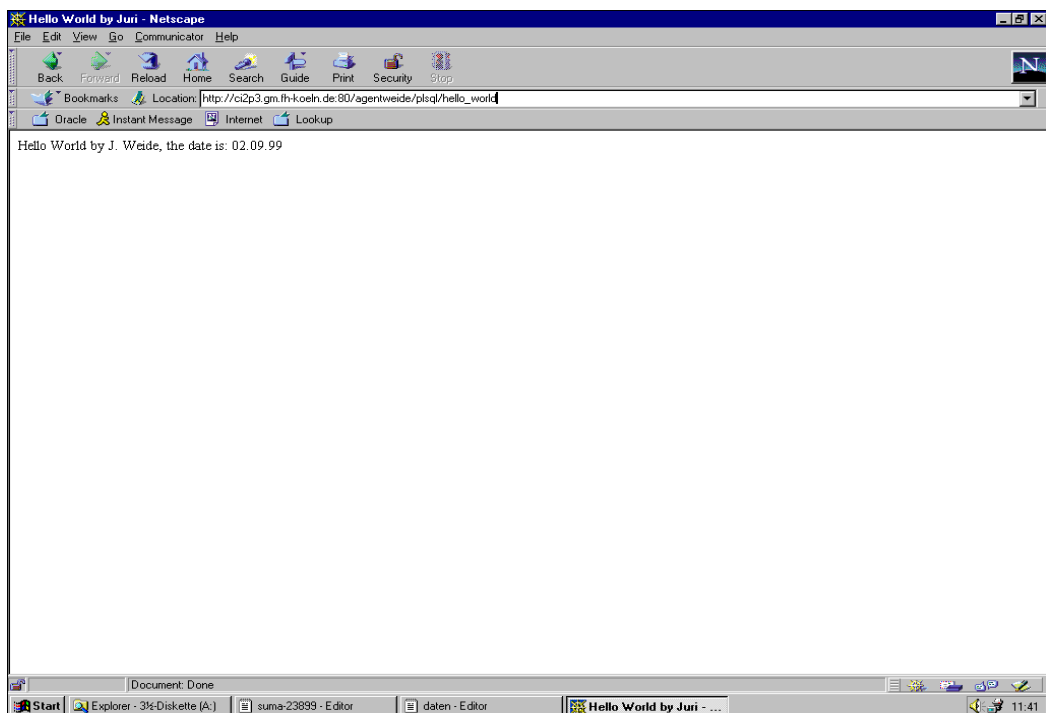 Hello World by Juri - Netscape
File Edit View Go Communicator Help
Back Forward Reload Home Search Guide Print Security Stop
N
Bookmarks Location: http://ci2p3.gm.fh-koeln.de:80/agentweide/plsql/hello_world
Oracle Instant Message Internet Lookup
Hello World by J. Weide, the date is: 02.09.99
Document: Done
Start Explorer - 3½-Diskette (A:) suma-23899 - Editor daten - Editor Hello World by Juri - ... 11:41